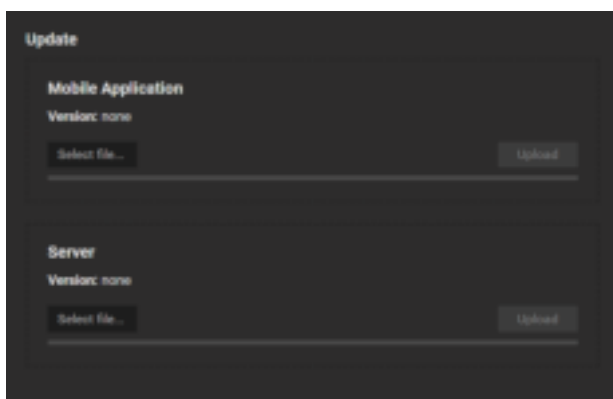 Update
Mobile Application
Version: none
Select file...
Upload
Server
Version: none
Select file...
Upload